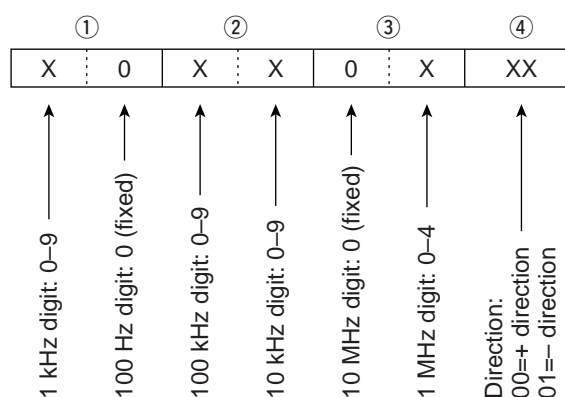 ① ② ③ ④
X 0 X X 0 X XX
1 kHz digit: 0–9
100 Hz digit: 0 (fixed)
100 kHz digit: 0–9
10 kHz digit: 0–9
10 MHz digit: 0 (fixed)
1 MHz digit: 0–4
Direction:
00=+ direction
01=– direction